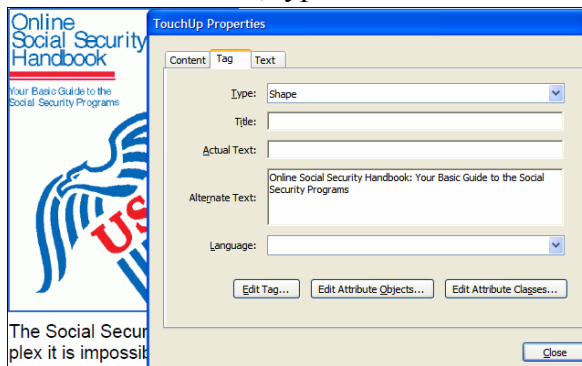 Online
Social Security
Handbook
Your Basic Guide to the
Social Security Programs
US
The Social Secur
plex it is impossib
TouchUp Properties
Content Tag Text
Type: Shape
Title:
Actual Text:
Alternate Text: Online Social Security Handbook: Your Basic Guide to the Social
Security Programs
Language:
Edit Tag... Edit Attribute Objects... Edit Attribute Classes...
Close